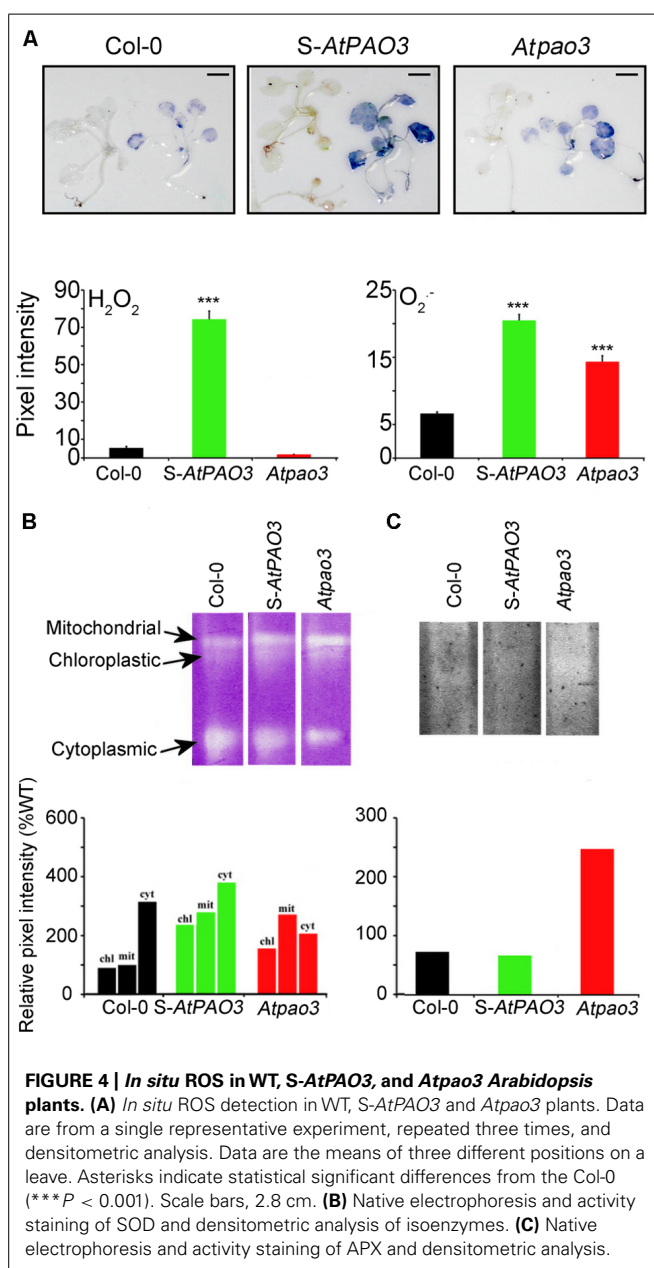 A
Col-0
S-AtPAO3
Atpao3
Pixel intensity
90
70
50
30
10
0
H₂O₂
***
Col-0
S-AtPAO3
Atpao3
25
15
5
0
O₂·⁻
***
***
Col-0
S-AtPAO3
Atpao3
B
Col-0
S-AtPAO3
Atpao3
Mitochondrial
Chloroplastic
Cytoplasmic
C
Col-0
S-AtPAO3
Atpao3
Relative pixel intensity (%WT)
600
400
200
0
chl
mit
cyt
chl
mit
cyt
chl
mit
cyt
Col-0
S-AtPAO3
Atpao3
300
200
100
0
Col-0
S-AtPAO3
Atpao3
FIGURE 4 | In situ ROS in WT, S-AtPAO3, and Atpao3 Arabidopsis
plants. (A) In situ ROS detection in WT, S-AtPAO3 and Atpao3 plants. Data
are from a single representative experiment, repeated three times, and
densitometric analysis. Data are the means of three different positions on a
leave. Asterisks indicate statistical significant differences from the Col-0
(***P < 0.001). Scale bars, 2.8 cm. (B) Native electrophoresis and activity
staining of SOD and densitometric analysis of isoenzymes. (C) Native
electrophoresis and activity staining of APX and densitometric analysis.